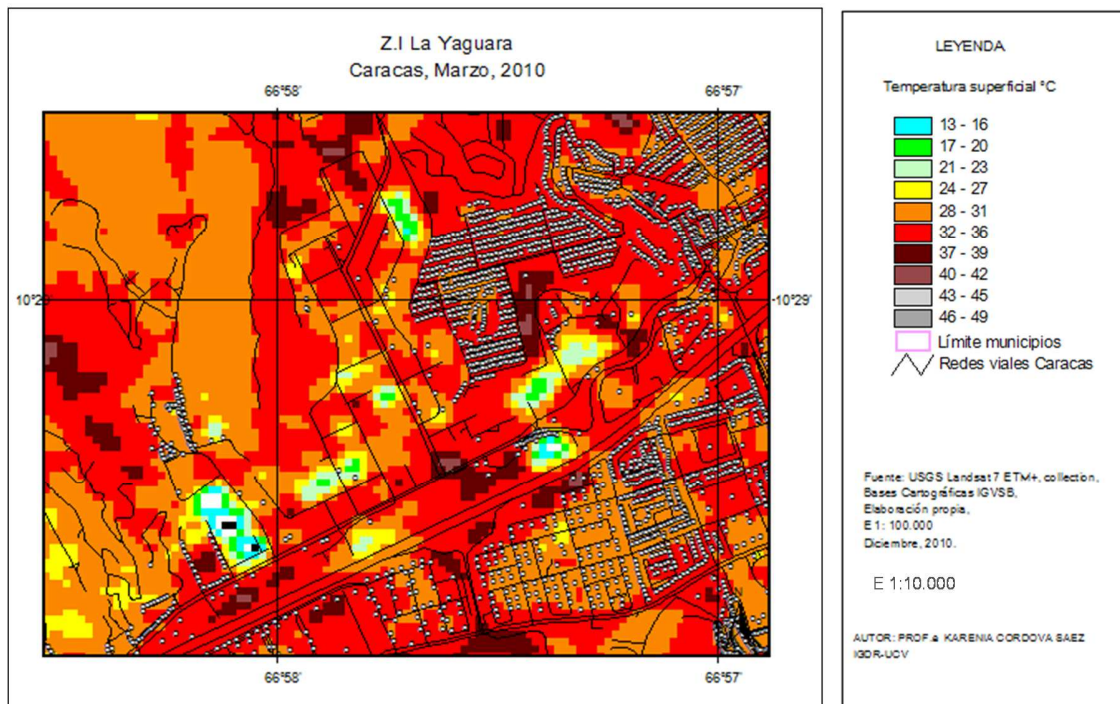 Z.I La Yaguara
Caracas, Marzo, 2010
66°58'
66°57'
10°29'
10°29'
66°58'
66°57'
LEYENDA
Temperatura superficial °C
13 - 16
17 - 20
21 - 23
24 - 27
28 - 31
32 - 36
37 - 39
40 - 42
43 - 45
46 - 49
Límite municipios
Redes viales Caracas
Fuente: USGS Landsat 7 ETM+, collection,
Bases Cartográficas IGVSB,
Elaboración propia,
E 1: 100.000
Diciembre, 2010.
E 1:10.000
AUTOR: PROF.a KARENIA CORDOVA SAEZ
IGDR-UCV